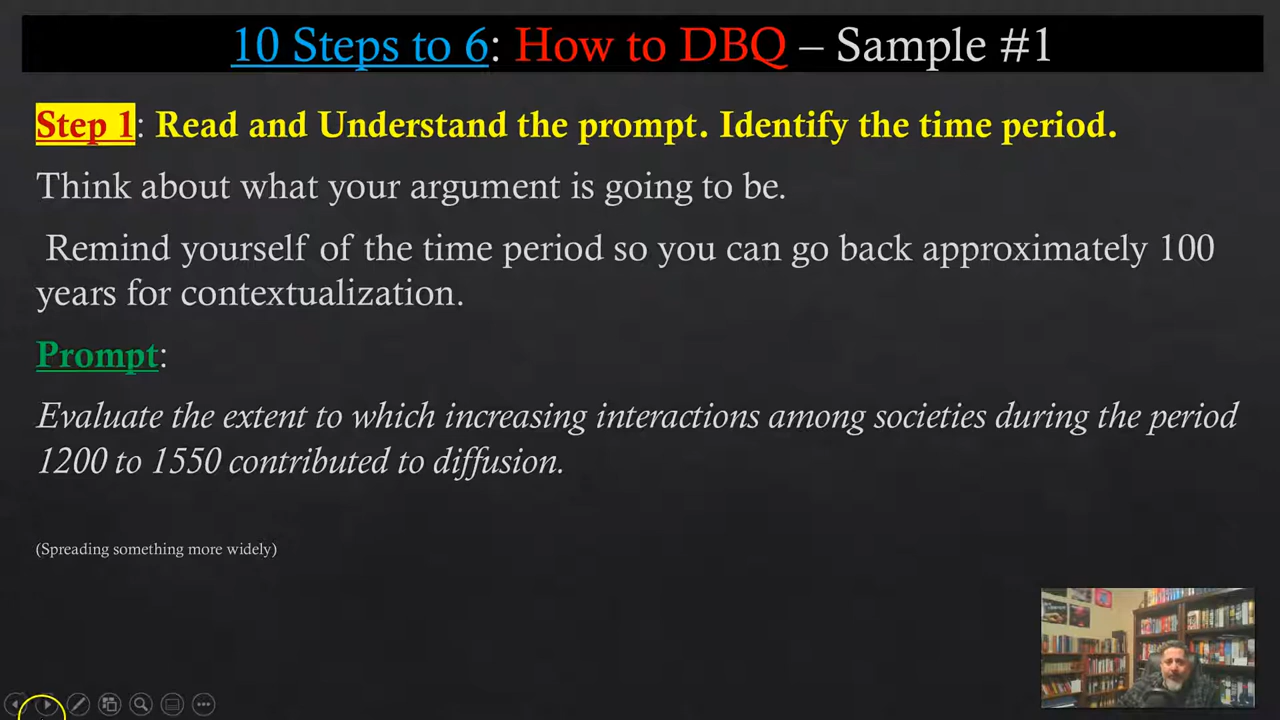 10 Steps to 6: How to DBQ – Sample #1
Step 1: Read and Understand the prompt. Identify the time period.
Think about what your argument is going to be.
Remind yourself of the time period so you can go back approximately 100
years for contextualization.
Prompt:
Evaluate the extent to which increasing interactions among societies during the period
1200 to 1550 contributed to diffusion.
(Spreading something more widely)